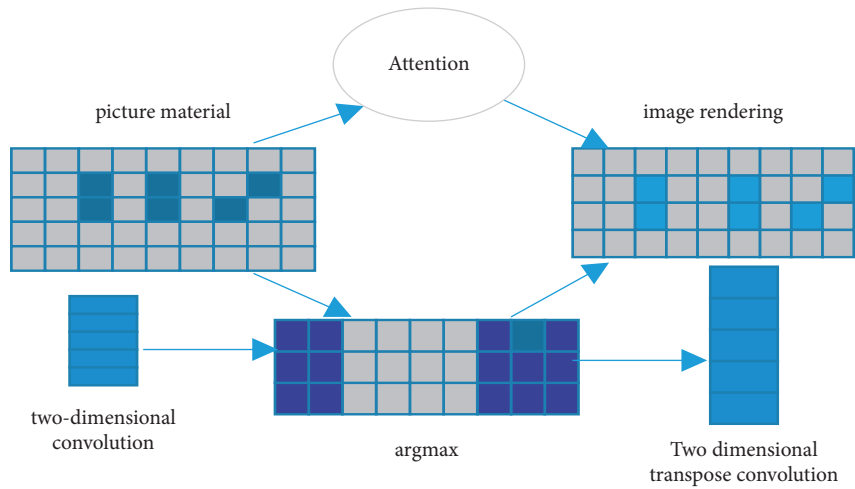 Attention
picture material
image rendering
two-dimensional
convolution
argmax
Two dimensional
transpose convolution